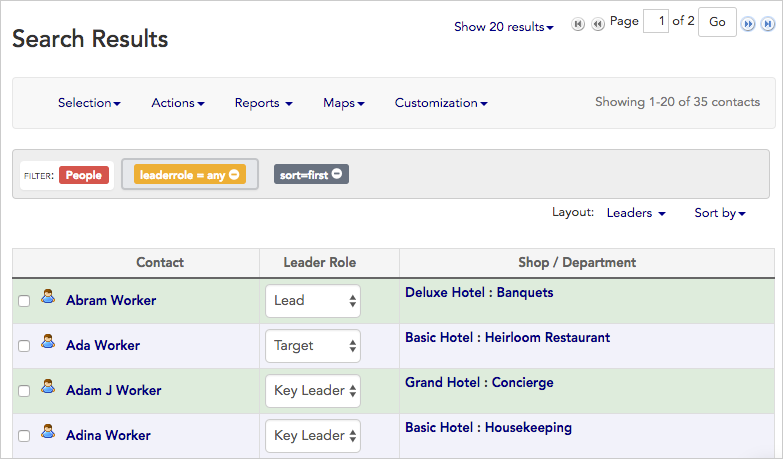 Show 20 results
Page 1 of 2 Go
Search Results
Selection Actions Reports Maps Customization Showing 1-20 of 35 contacts
FILTER: People leaderrole = any sort=first
Layout: Leaders Sort by
Contact Leader Role Shop / Department
Abram Worker Lead Deluxe Hotel : Banquets
Ada Worker Target Basic Hotel : Heirloom Restaurant
Adam J Worker Key Leader Grand Hotel : Concierge
Adina Worker Key Leader Basic Hotel : Housekeeping